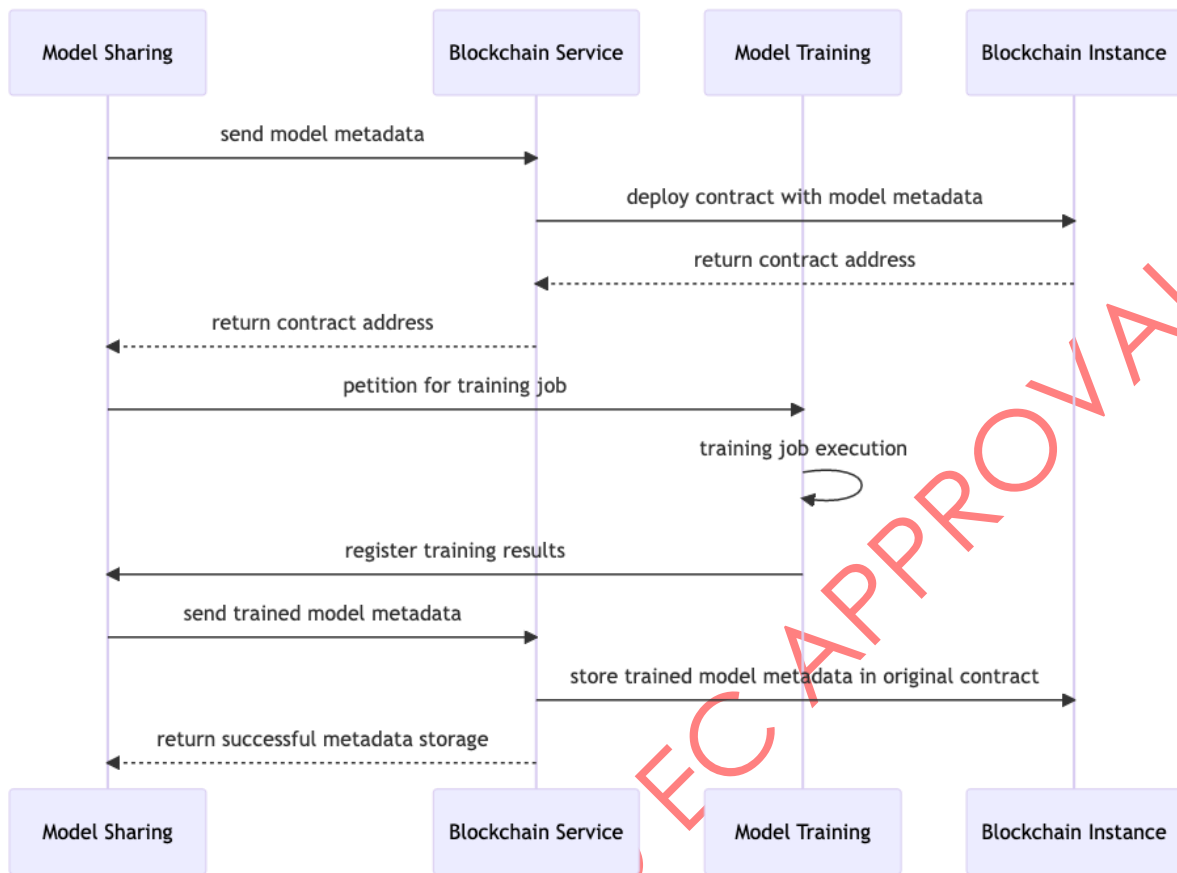 Model Sharing
Blockchain Service
Model Training
Blockchain Instance
send model metadata
deploy contract with model metadata
return contract address
return contract address
petition for training job
training job execution
register training results
send trained model metadata
store trained model metadata in original contract
return successful metadata storage
Model Sharing
Blockchain Service
Model Training
Blockchain Instance
EC APPROVAL